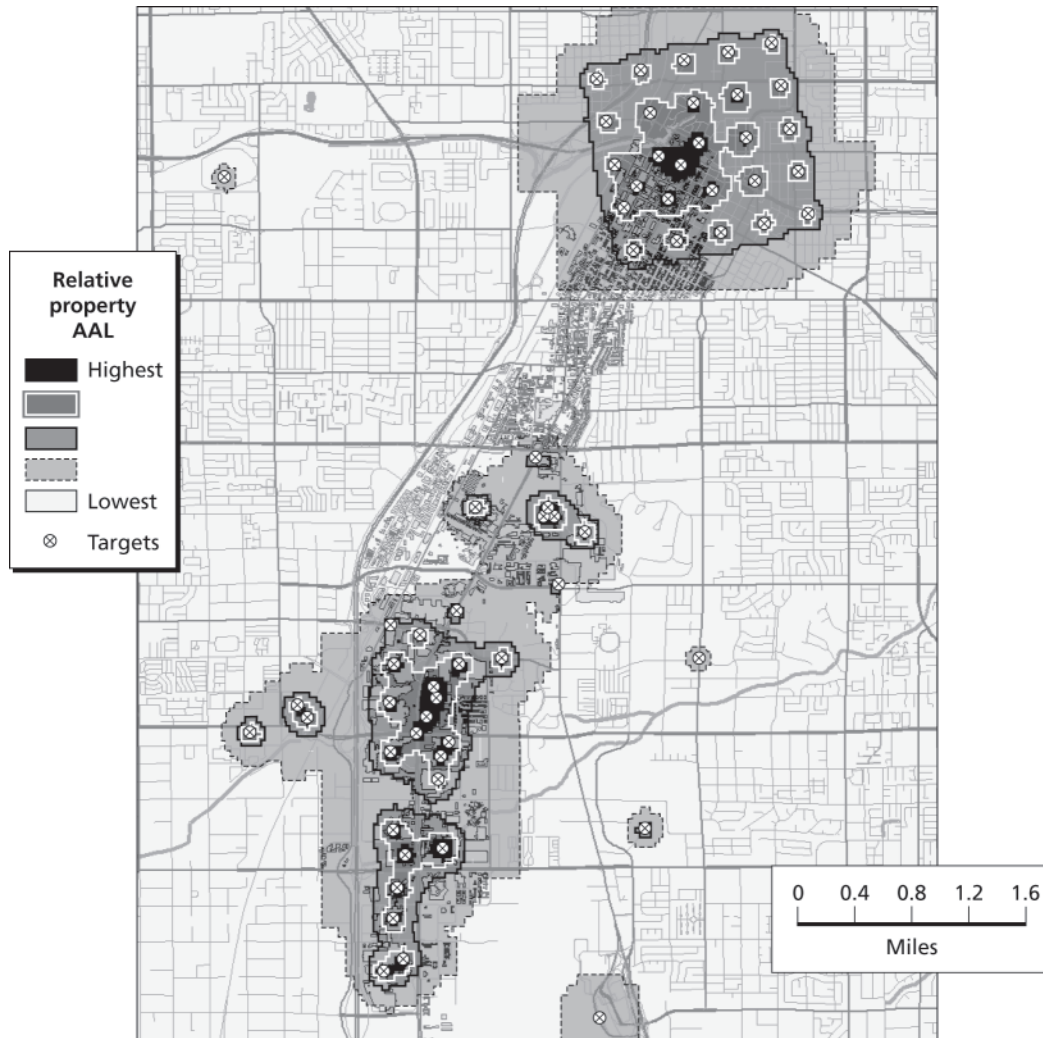 Relative
property
AAL
Highest
Lowest
Targets
0 0.4 0.8 1.2 1.6
Miles